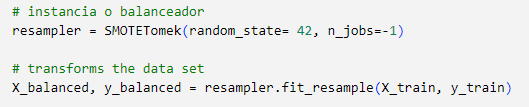 # instancia o balanceador
resampler = SMOTETomek(random_state= 42, n_jobs=-1)
# transforms the data set
X_balanced, y_balanced = resampler.fit_resample(X_train, y_train)